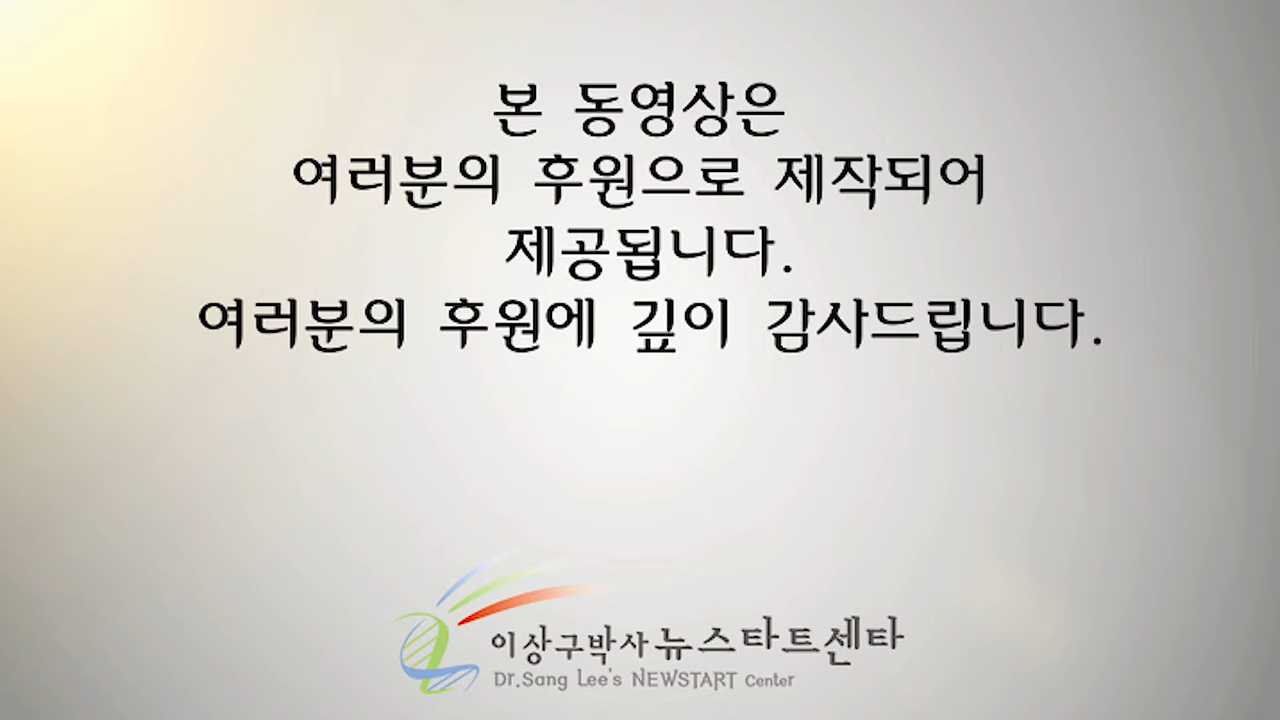 본 동영상은
여러분의 후원으로 제작되어
제공됩니다.
여러분의 후원에 깊이 감사드립니다.
이상구박사 뉴스타트센타
Dr.Sang Lee's NEWSTART Center